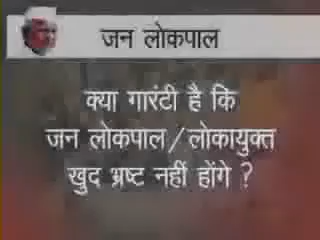 जन लोकपाल
क्या गारंटी है कि
जन लोकपाल/लोकायुक्त
खुद भ्रष्ट नहीं होंगे ?